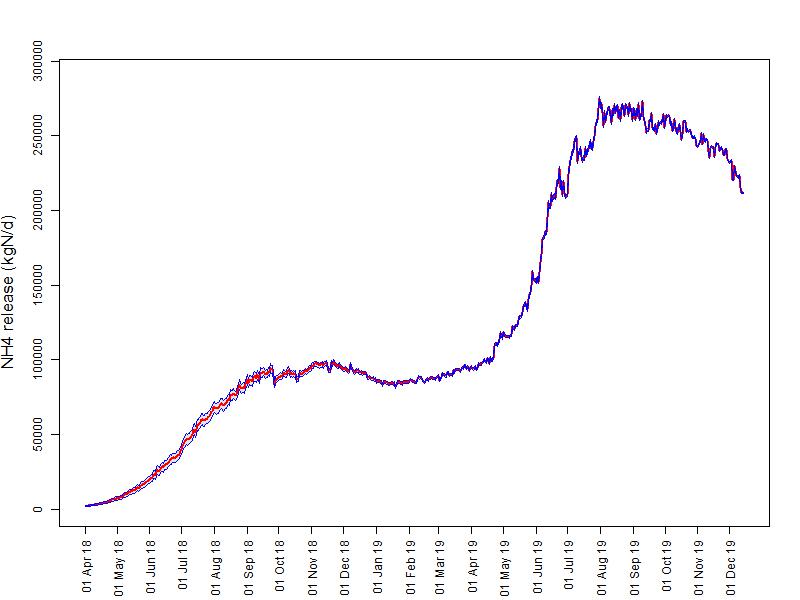 NH4 release (kgN/d)
300000
250000
200000
150000
100000
50000
0
01 Apr 18
01 May 18
01 Jun 18
01 Jul 18
01 Aug 18
01 Sep 18
01 Oct 18
01 Nov 18
01 Dec 18
01 Jan 19
01 Feb 19
01 Mar 19
01 Apr 19
01 May 19
01 Jun 19
01 Jul 19
01 Aug 19
01 Sep 19
01 Oct 19
01 Nov 19
01 Dec 19